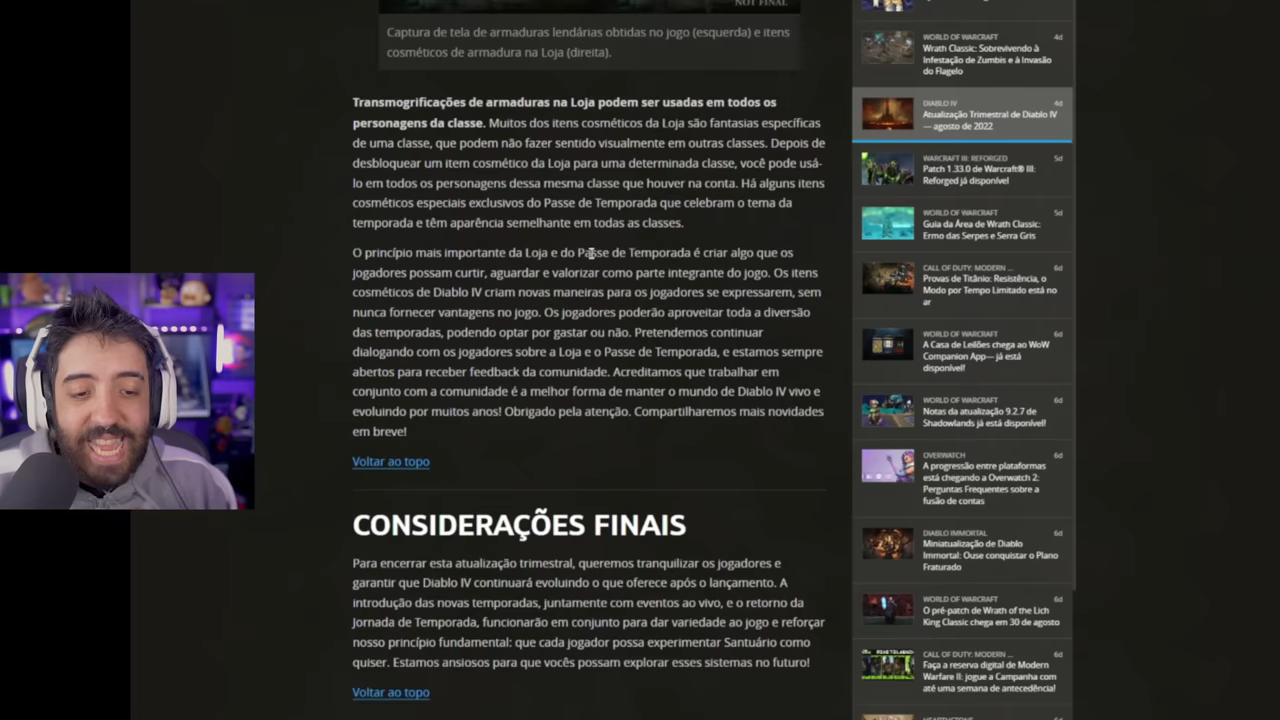 NOT FINAL
Captura de tela de armaduras lendárias obtidas no jogo (esquerda) e itens
cosméticos de armadura na Loja (direita).
Transmogrificações de armaduras na Loja podem ser usadas em todos os
personagens da classe. Muitos dos itens cosméticos da Loja são fantasias específicas
de uma classe, que podem não fazer sentido visualmente em outras classes. Depois de
desbloquear um item cosmético da Loja para uma determinada classe, você pode usá-
lo em todos os personagens dessa mesma classe que houver na conta. Há alguns itens
cosméticos especiais exclusivos do Passe de Temporada que celebram o tema da
temporada e têm aparência semelhante em todas as classes.
O princípio mais importante da Loja e do Passe de Temporada é criar algo que os
jogadores possam curtir, aguardar e valorizar como parte integrante do jogo. Os itens
cosméticos de Diablo IV criam novas maneiras para os jogadores se expressarem, sem
nunca fornecer vantagens no jogo. Os jogadores poderão aproveitar toda a diversão
das temporadas, podendo optar por gastar ou não. Pretendemos continuar
dialogando com os jogadores sobre a Loja e o Passe de Temporada, e estamos sempre
abertos para receber feedback da comunidade. Acreditamos que trabalhar em
conjunto com a comunidade é a melhor forma de manter o mundo de Diablo IV vivo e
evoluindo por muitos anos! Obrigado pela atenção. Compartilharemos mais novidades
em breve!
Voltar ao topo
CONSIDERAÇÕES FINAIS
Para encerrar esta atualização trimestral, queremos tranquilizar os jogadores e
garantir que Diablo IV continuará evoluindo o que oferece após o lançamento. A
introdução das novas temporadas, juntamente com eventos ao vivo, e o retorno da
Jornada de Temporada, funcionarão em conjunto para dar variedade ao jogo e reforçar
nosso princípio fundamental: que cada jogador possa experimentar Santuário como
quiser. Estamos ansiosos para que vocês possam explorar esses sistemas no futuro!
Voltar ao topo
WORLD OF WARCRAFT 4d
Wrath Classic: Sobrevivendo à
Infestação de Zumbis e à Invasão
do Flagelo
DIABLO IV 4d
Atualização Trimestral de Diablo IV
— agosto de 2022
WARCRAFT III: REFORGED 5d
Patch 1.33.0 de Warcraft® III:
Reforged já disponível!
WORLD OF WARCRAFT 5d
Guia da Área de Wrath Classic:
Ermo das Serpes e Serra Gris
CALL OF DUTY: MODERN ... 6d
Provas de Titânio: Resistência, o
Modo por Tempo Limitado está no
ar
WORLD OF WARCRAFT 6d
A Casa de Leilões chega ao WoW
Companion App— já está
disponível!
WORLD OF WARCRAFT 6d
Notas da atualização 9.2.7 de
Shadowlands já está disponível!
OVERWATCH 6d
A progressão entre plataformas
está chegando a Overwatch 2:
Perguntas Frequentes sobre a
fusão de contas
DIABLO IMMORTAL 6d
Miniatualização de Diablo
Immortal: Ouse conquistar o Plano
Fraturado
WORLD OF WARCRAFT 6d
O pré-patch de Wrath of the Lich
King Classic chega em 30 de agosto
CALL OF DUTY: MODERN ... 6d
Faça a reserva digital de Modern
Warfare II: jogue a Campanha com
até uma semana de antecedência!